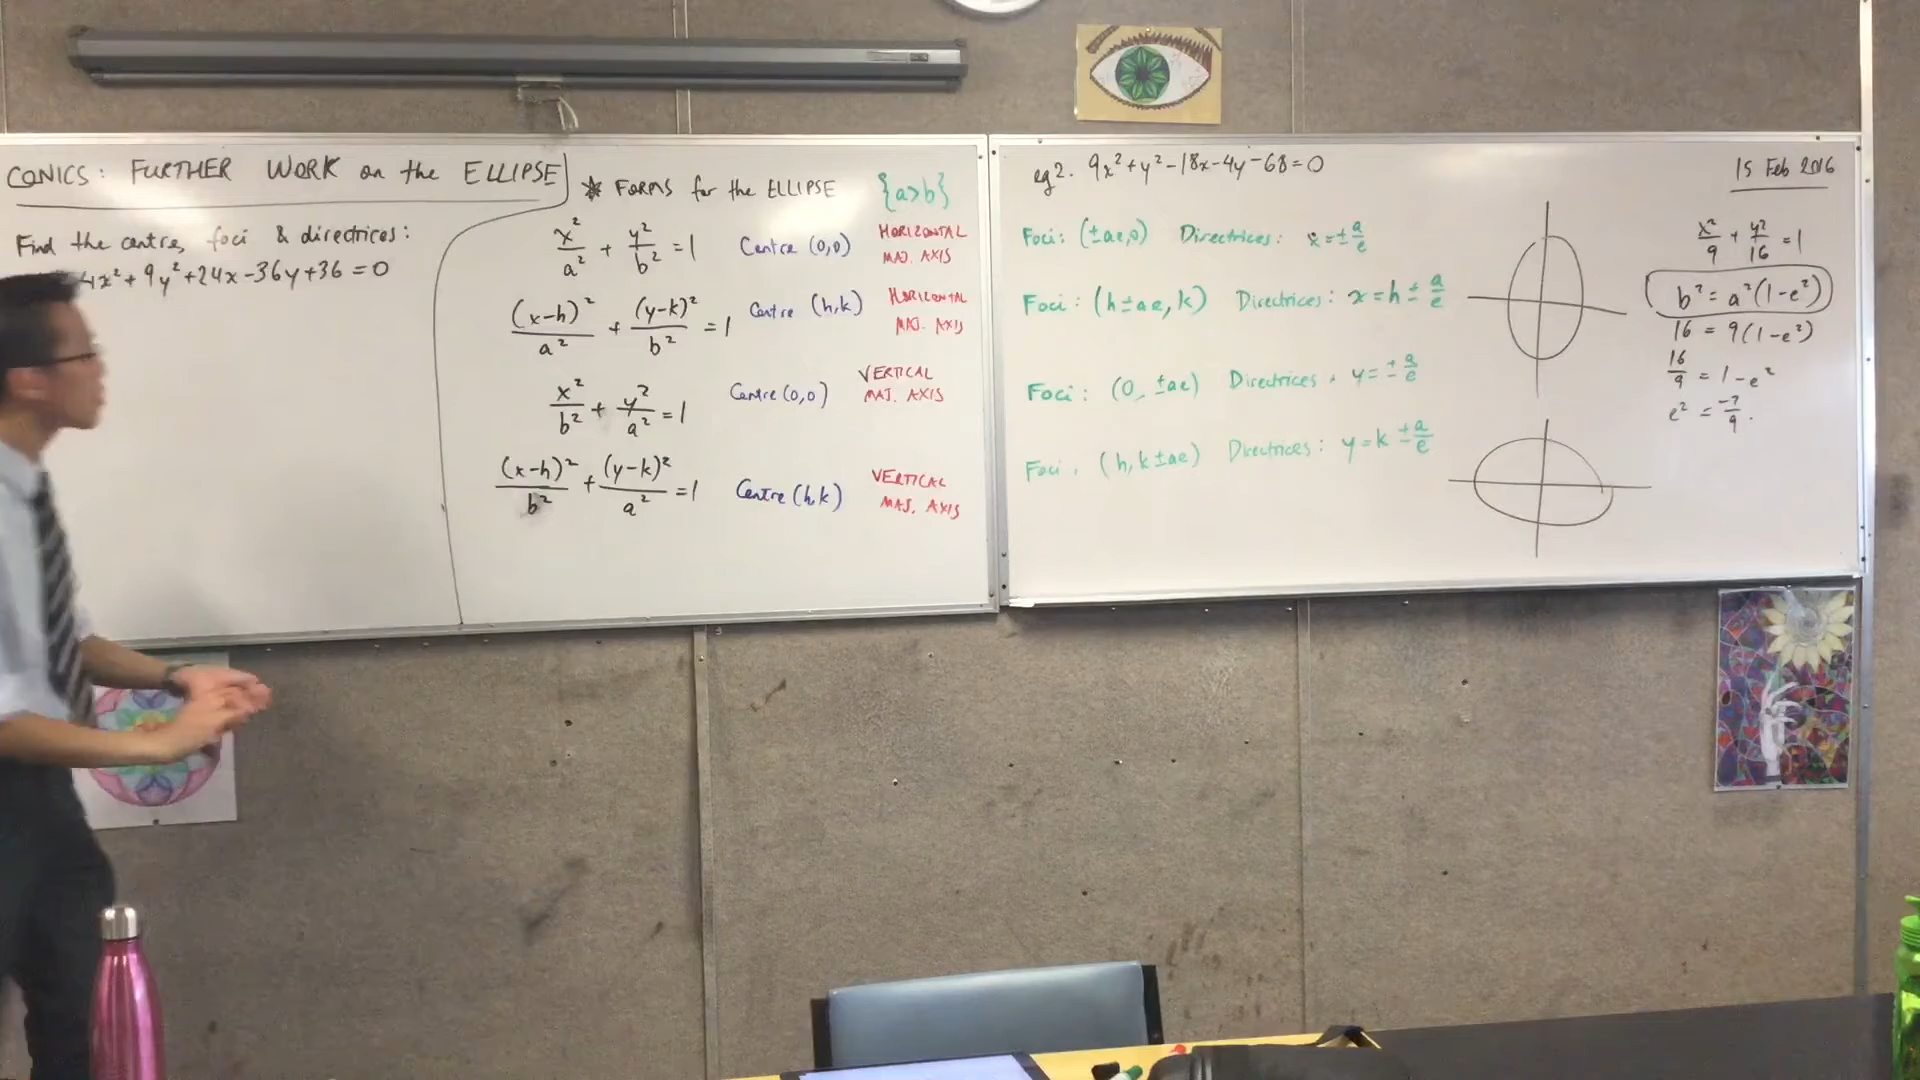 CONICS: FURTHER WORK on the ELLIPSE
Find the centre, foci & directrices:
4x² + 9y² + 24x - 36y + 36 = 0
* FORMS for the ELLIPSE {a>b}
x²/a² + y²/b² = 1 Centre (0,0) HORIZONTAL MAJ. AXIS
(x-h)²/a² + (y-k)²/b² = 1 Centre (h,k) HORIZONTAL MAJ. AXIS
x²/b² + y²/a² = 1 Centre (0,0) VERTICAL MAJ. AXIS
(x-h)²/b² + (y-k)²/a² = 1 Centre (h,k) VERTICAL MAJ. AXIS
eg 2. 9x² + y² - 18x - 4y - 68 = 0
Foci: (±ae,0) Directrices: x = ± a/e
Foci: (h±ae, k) Directrices: x = h ± a/e
Foci: (0, ±ae) Directrices: y = ± a/e
Foci: (h, k±ae) Directrices: y = k ± a/e
15 Feb 2016
x²/9 + y²/16 = 1
b² = a²(1-e²)
16 = 9(1-e²)
16/9 = 1 - e²
e² = -7/9.